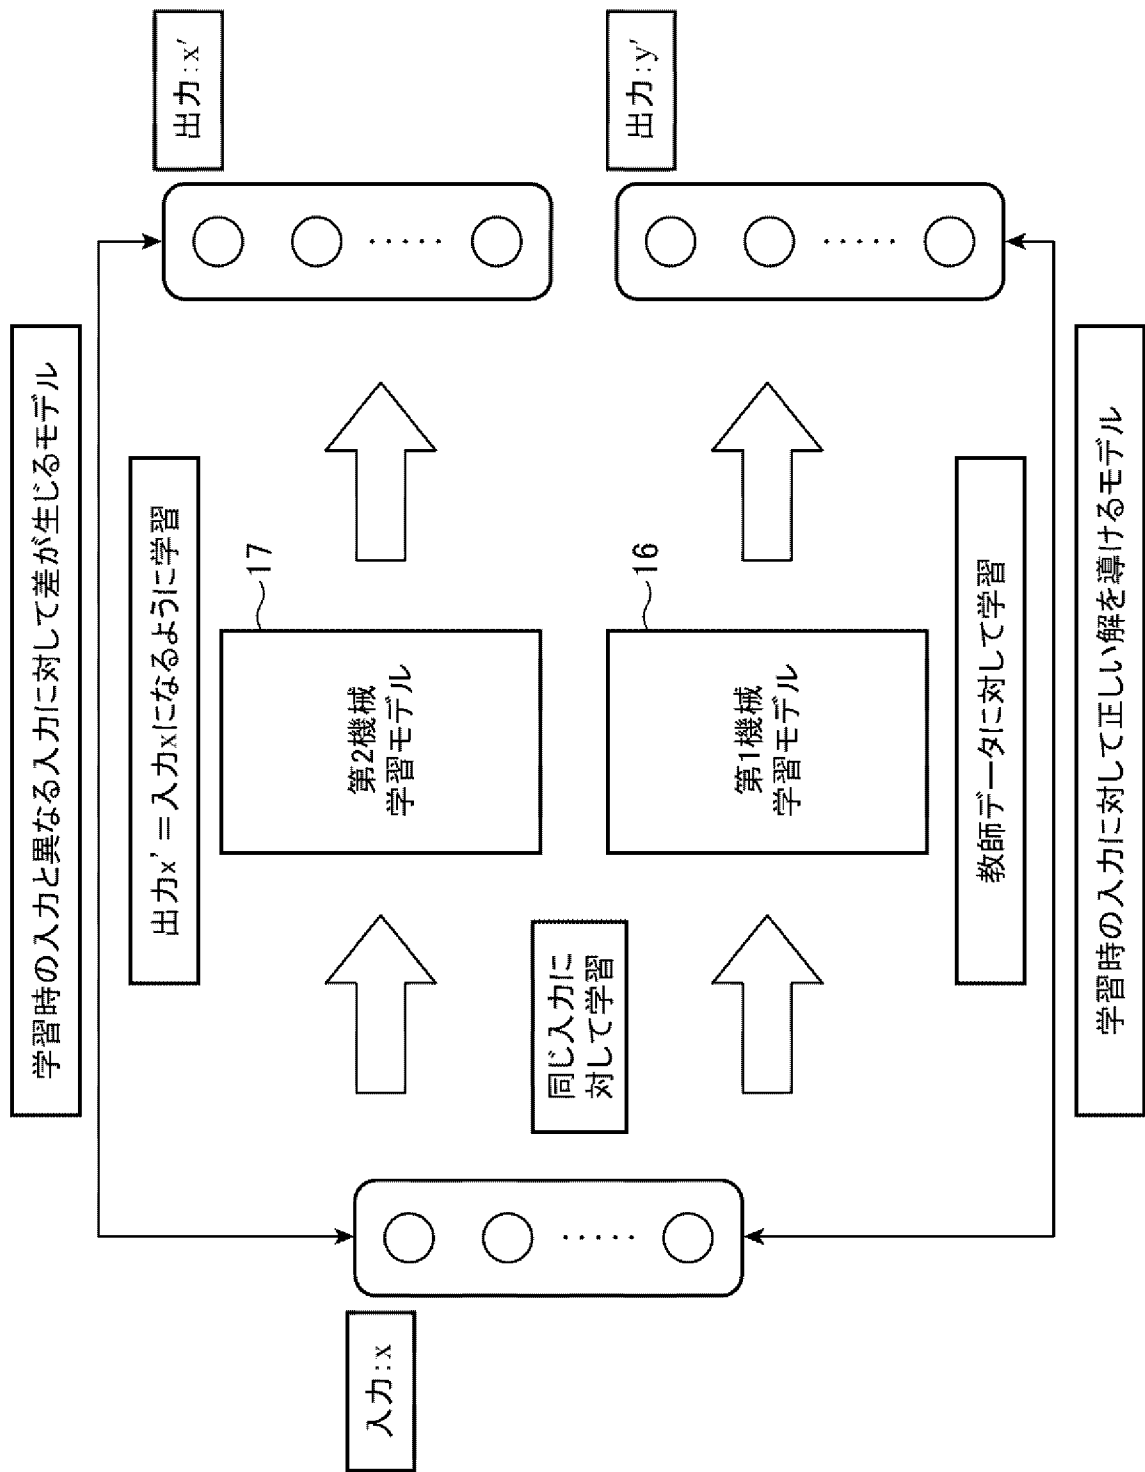 学習時の入力と異なる入力に対して差が生じるモデル
出力x'=入力xになるように学習
出力:x'
17
第2機械
学習モデル
入力:x
同じ入力に
対して学習
出力:y'
16
第1機械
学習モデル
教師データに対して学習
学習時の入力に対して正しい解を導けるモデル